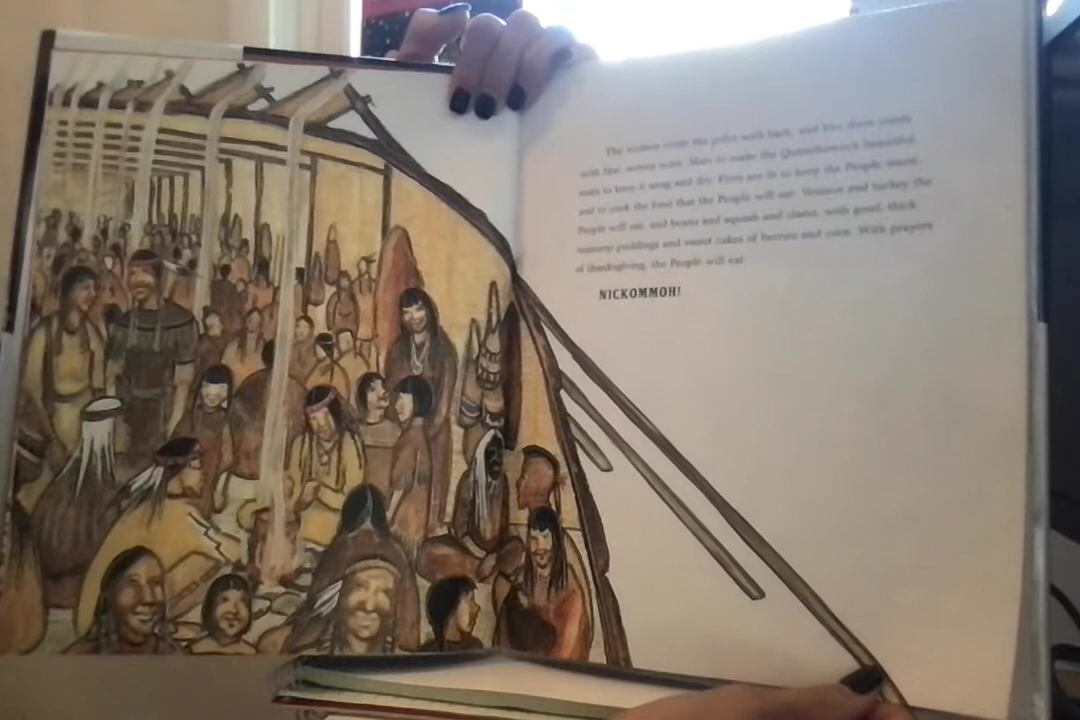 The women cover the poles with bark, and line them inside
with fine woven mats. Mats to make the Qunnekamuck beautiful,
mats to keep it snug and dry. Fires are lit to keep the People warm,
and to cook the food that the People will eat. Venison and turkey the
People will eat, and beans and squash and clams, with good, thick
nasaump puddings and sweet cakes of berries and corn. With prayers
of thanksgiving, the People will eat.
NICKOMMOH!